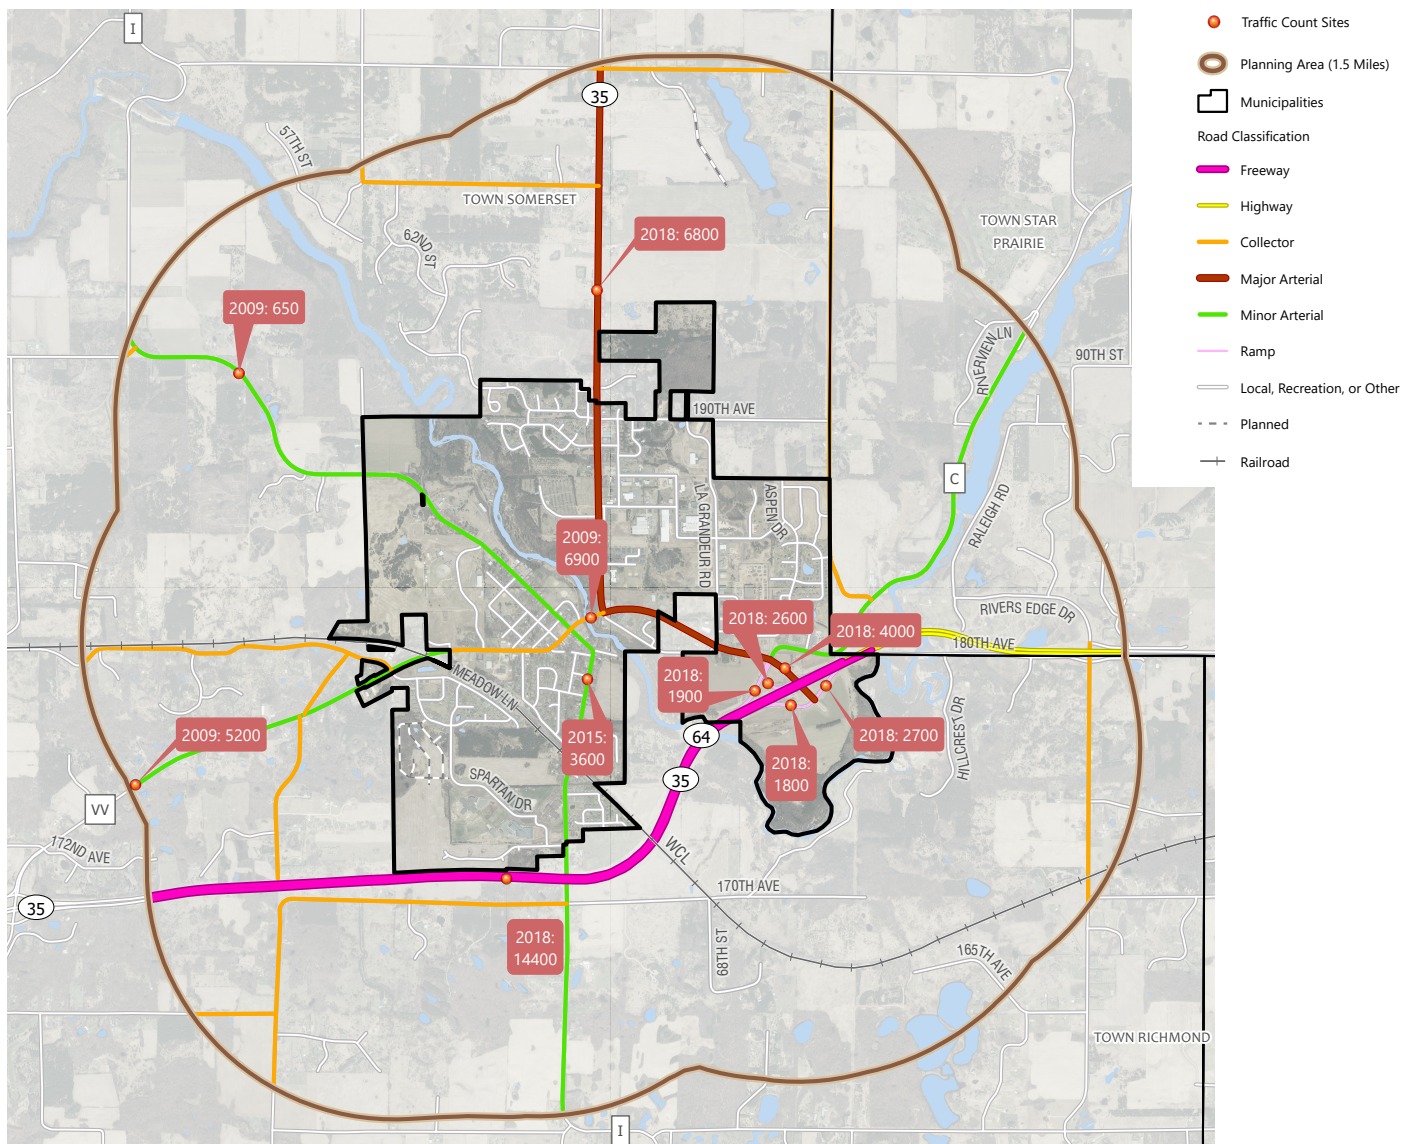 I
35
57TH ST
TOWN SOMERSET
62ND ST
2018: 6800
TOWN STAR
PRAIRIE
2009: 650
RIVERVIEW LN
90TH ST
190TH AVE
C
LA GRANDEUR RD
ASPEN DR
RALEIGH RD
2009:
6900
RIVERS EDGE DR
2018: 2600
2018: 4000
180TH AVE
MEADOW LN
2018:
1900
2009: 5200
2015:
3600
64
2018: 2700
HILLCREST DR
35
2018:
1800
SPARTAN DR
VV
172ND AVE
WCL
170TH AVE
35
2018:
14400
68TH ST
165TH AVE
TOWN RICHMOND
I
Traffic Count Sites
Planning Area (1.5 Miles)
Municipalities
Road Classification
Freeway
Highway
Collector
Major Arterial
Minor Arterial
Ramp
Local, Recreation, or Other
Planned
Railroad